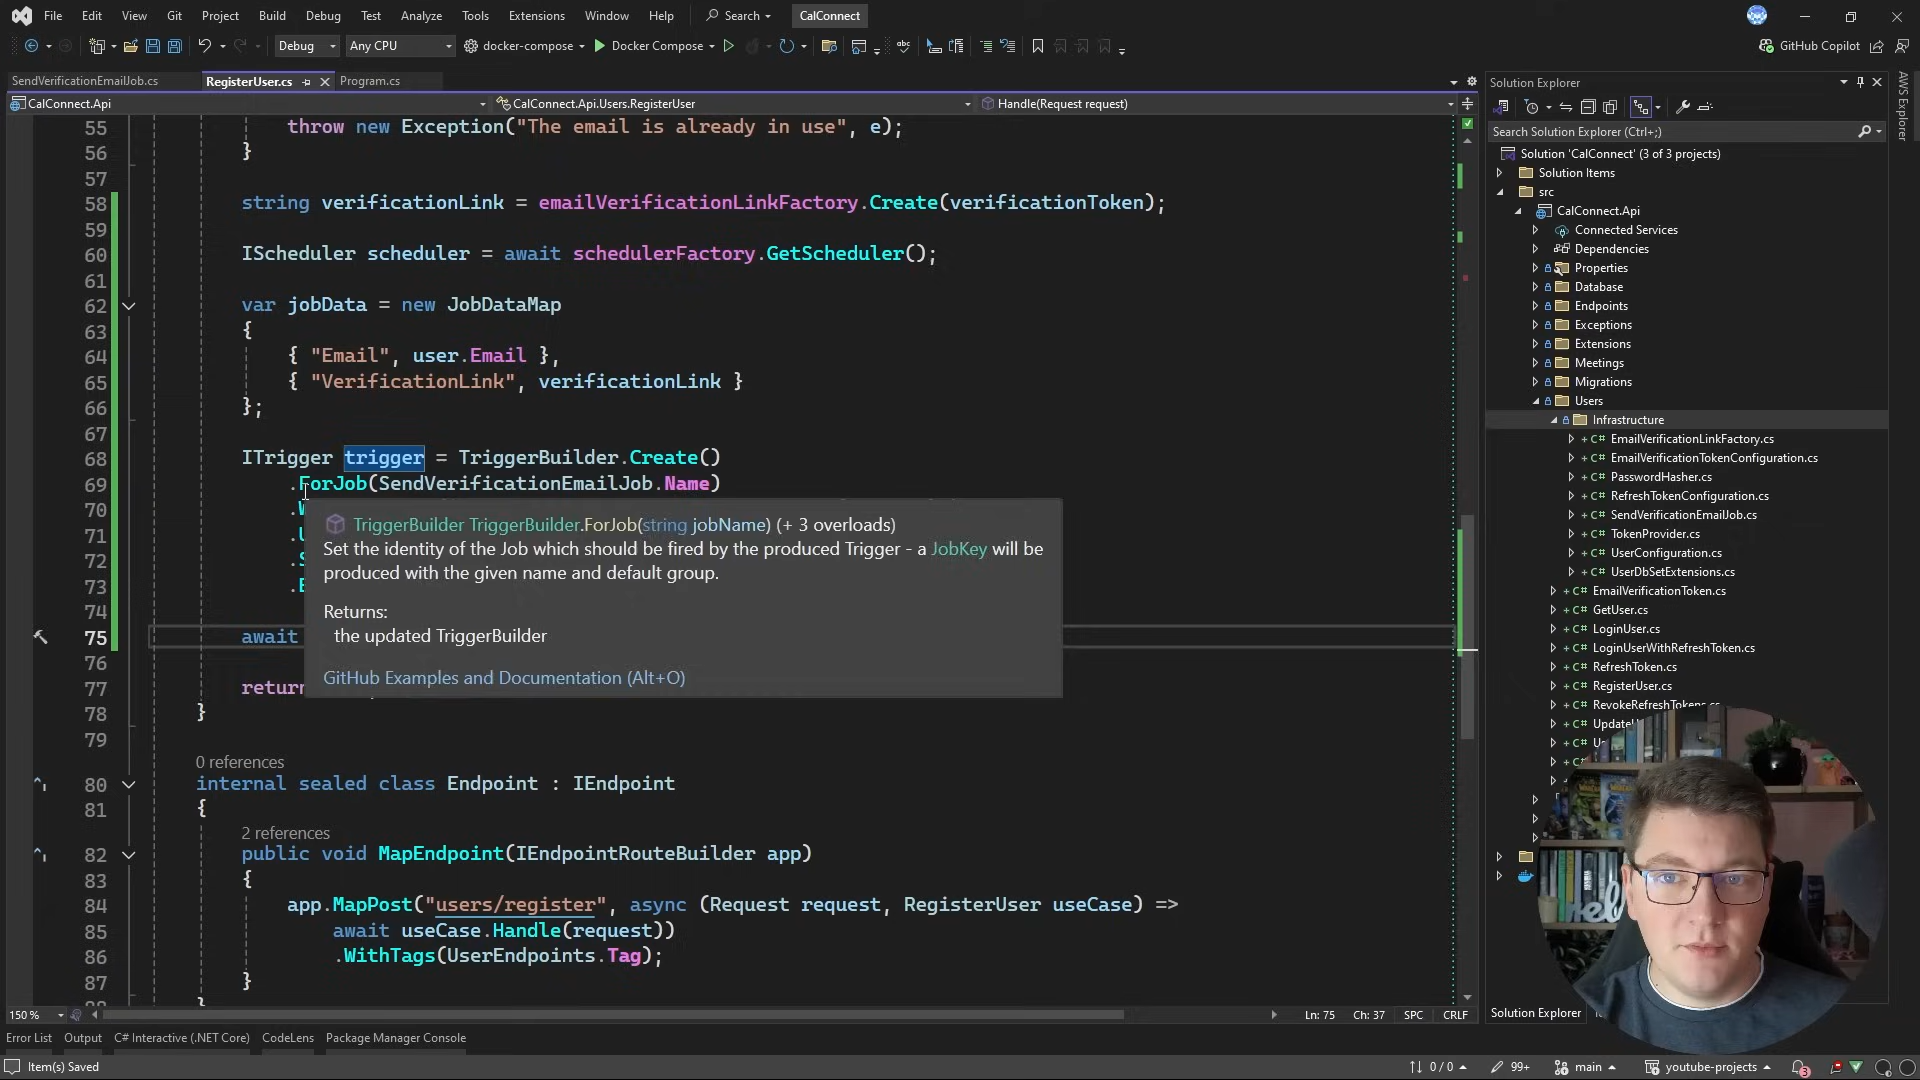 File Edit View Git Project Build Debug Test Analyze Tools Extensions Window Help Search CalConnect
Debug Any CPU docker-compose Docker Compose GitHub Copilot
SendVerificationEmailJob.cs RegisterUser.cs Program.cs
CalConnect.Api CalConnect.Api.Users.RegisterUser Handle(Request request)
55 throw new Exception("The email is already in use", e);
56 }
57
58 string verificationLink = emailVerificationLinkFactory.Create(verificationToken);
59
60 IScheduler scheduler = await schedulerFactory.GetScheduler();
61
62 var jobData = new JobDataMap
63 {
64 { "Email", user.Email },
65 { "VerificationLink", verificationLink }
66 };
67
68 ITrigger trigger = TriggerBuilder.Create()
69 .ForJob(SendVerificationEmailJob.Name)
70
71
72
73
74
75 await
76
77 return
78 }
79
TriggerBuilder TriggerBuilder.ForJob(string jobName) (+ 3 overloads)
Set the identity of the Job which should be fired by the produced Trigger - a JobKey will be
produced with the given name and default group.
Returns:
the updated TriggerBuilder
GitHub Examples and Documentation (Alt+O)
0 references
80 internal sealed class Endpoint : IEndpoint
81 {
2 references
82 public void MapEndpoint(IEndpointRouteBuilder app)
83 {
84 app.MapPost("users/register", async (Request request, RegisterUser useCase) =>
85 await useCase.Handle(request))
86 .WithTags(UserEndpoints.Tag);
87 }
150 % Ln: 75 Ch: 37 SPC CRLF
Error List Output C# Interactive (.NET Core) CodeLens Package Manager Console
Item(s) Saved 0 / 0 99+ main youtube-projects 3
Solution Explorer
Search Solution Explorer (Ctrl+;)
Solution 'CalConnect' (3 of 3 projects)
Solution Items
src
CalConnect.Api
Connected Services
Dependencies
Properties
Database
Endpoints
Exceptions
Extensions
Meetings
Migrations
Users
Infrastructure
C# EmailVerificationLinkFactory.cs
C# EmailVerificationTokenConfiguration.cs
C# PasswordHasher.cs
C# RefreshTokenConfiguration.cs
C# SendVerificationEmailJob.cs
C# TokenProvider.cs
C# UserConfiguration.cs
C# UserDbSetExtensions.cs
C# EmailVerificationToken.cs
C# GetUser.cs
C# LoginUser.cs
C# LoginUserWithRefreshToken.cs
C# RefreshToken.cs
C# RegisterUser.cs
C# RevokeRefreshTokens.cs
Solution Explorer
AWS Explorer